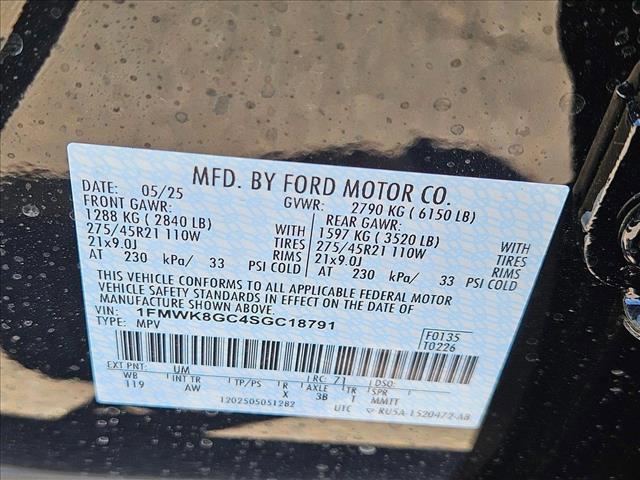 MFD. BY FORD MOTOR CO.
DATE: 05/25 GVWR: 2790 KG ( 6150 LB)
FRONT GAWR: REAR GAWR:
1288 KG ( 2840 LB) WITH 1597 KG ( 3520 LB) WITH
275/45R21 110W TIRES 275/45R21 110W TIRES
21x9.0J RIMS 21x9.0J RIMS
AT 230 kPa/ 33 PSI COLD AT 230 kPa/ 33 PSI COLD
THIS VEHICLE CONFORMS TO ALL APPLICABLE FEDERAL MOTOR
VEHICLE SAFETY STANDARDS IN EFFECT ON THE DATE OF
MANUFACTURE SHOWN ABOVE.
VIN: 1FMWK8GC4SGC18791
TYPE: MPV
F0135
T0226
EXT PNT: UM RC: 71 DSO:
WB INT TR TP/PS R AXLE TR SPR
119 AW X 3B I MMTT
1202505051282 UTC RU5A-1520472-AB